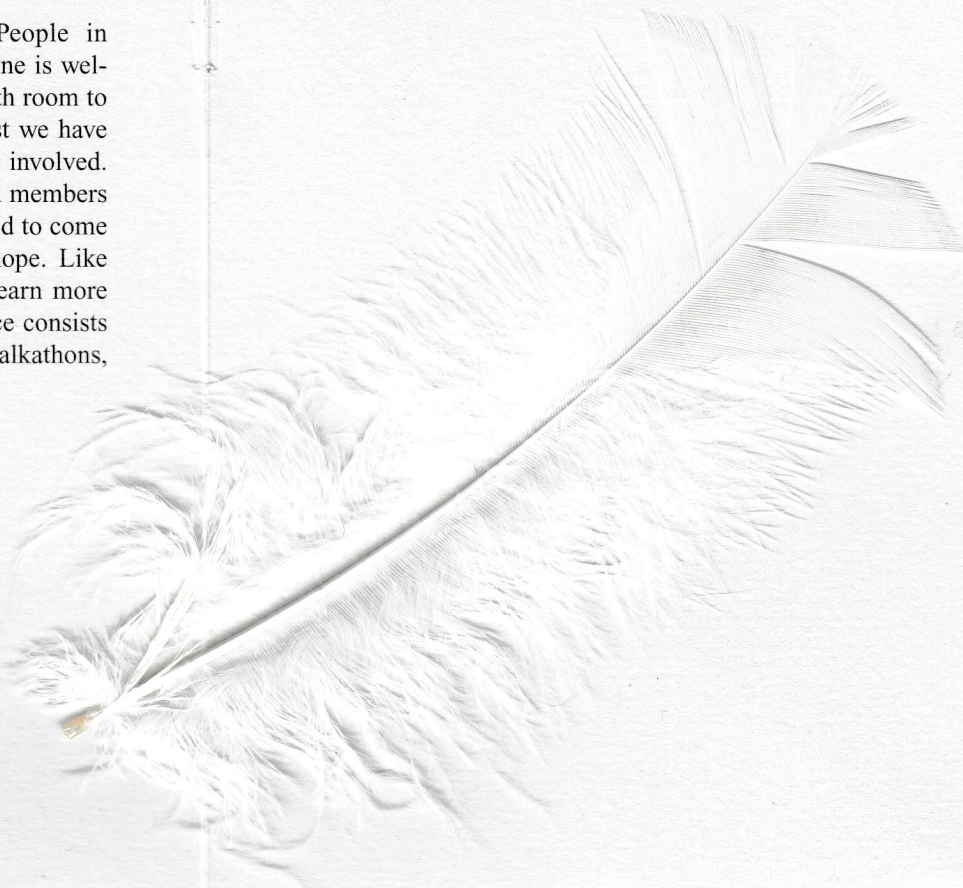 People in
ne is wel-
th room to
st we have
involved.
members
d to come
ope. Like
earn more
ce consists
alkathons,